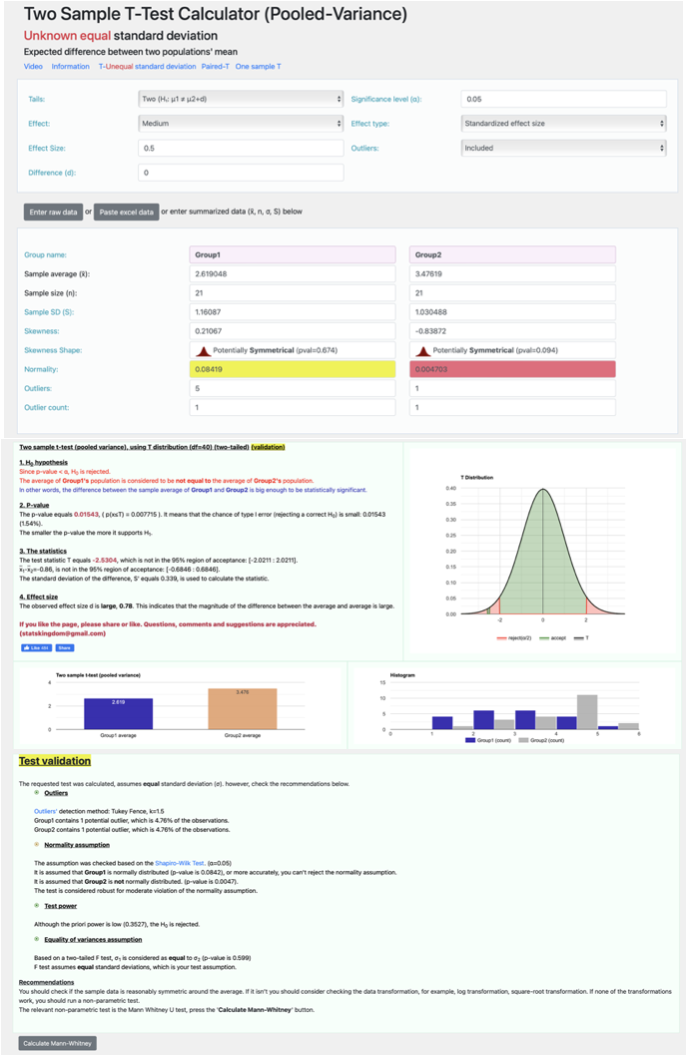 Two Sample T-Test Calculator (Pooled-Variance)
Unknown equal standard deviation
Expected difference between two populations' mean
Video Information T-Unequal standard deviation Paired-T One sample T
Tails: Two (H₁: µ1 ≠ µ2+d) Significance level (α): 0.05
Effect: Medium Effect type: Standardized effect size
Effect Size: 0.5 Outliers: Included
Difference (d): 0
Enter raw data or Paste excel data or enter summarized data (x̄, n, σ, S) below
Group name: Group1 Group2
Sample average (x̄): 2.619048 3.47619
Sample size (n): 21 21
Sample SD (S): 1.16087 1.030488
Skewness: 0.21067 -0.83872
Skewness Shape: Potentially Symmetrical (pval=0.674) Potentially Symmetrical (pval=0.094)
Normality: 0.08419 0.004703
Outliers: 5 1
Outlier count: 1 1
Two sample t-test (pooled variance), using T distribution (df=40) (two-tailed) (validation)
1. H₀ hypothesis
Since p-value < α, H₀ is rejected.
The average of Group1's population is considered to be not equal to the average of Group2's population.
In other words, the difference between the sample average of Group1 and Group2 is big enough to be statistically significant.
2. P-value
The p-value equals 0.01543, ( p(x≤T) = 0.007715 ). It means that the chance of type I error (rejecting a correct H₀) is small: 0.01543
(1.54%).
The smaller the p-value the more it supports H₁.
3. The statistics
The test statistic T equals -2.5304, which is not in the 95% region of acceptance: [-2.0211 : 2.0211].
x̄₁-x̄₂=-0.86, is not in the 95% region of acceptance: [-0.6846 : 0.6846].
The standard deviation of the difference, S' equals 0.339, is used to calculate the statistic.
4. Effect size
The observed effect size d is large, 0.78. This indicates that the magnitude of the difference between the average and average is large.
If you like the page, please share or like. Questions, comments and suggestions are appreciated.
(statskingdom@gmail.com)
Share
T Distribution
0.40
0.35
0.30
0.25
0.20
0.15
0.10
0.05
0.00
-2 0 2
reject(α/2) accept T
Two sample t-test (pooled variance)
4
2
0
2.619 3.476
Group1 average Group2 average
Histogram
15
10
5
0
0 1 2 3 4 5 6
Group1 (count) Group2 (count)
Test validation
The requested test was calculated, assumes equal standard deviation (σ). however, check the recommendations below.
Outliers
Outliers' detection method: Tukey Fence, k=1.5
Group1 contains 1 potential outlier, which is 4.76% of the observations.
Group2 contains 1 potential outlier, which is 4.76% of the observations.
Normality assumption
The assumption was checked based on the Shapiro-Wilk Test. (α=0.05)
It is assumed that Group1 is normally distributed (p-value is 0.0842), or more accurately, you can't reject the normality assumption.
It is assumed that Group2 is not normally distributed. (p-value is 0.0047).
The test is considered robust for moderate violation of the normality assumption.
Test power
Although the priori power is low (0.3527), the H₀ is rejected.
Equality of variances assumption
Based on a two-tailed F test, σ₁ is considered as equal to σ₂ (p-value is 0.599)
F test assumes equal standard deviations, which is your test assumption.
Recommendations
You should check if the sample data is reasonably symmetric around the average. If it isn't you should consider checking the data transformation, for example, log transformation, square-root transformation. If none of the transformations
work, you should run a non-parametric test.
The relevant non-parametric test is the Mann Whitney U test, press the 'Calculate Mann-Whitney' button.
Calculate Mann-Whitney